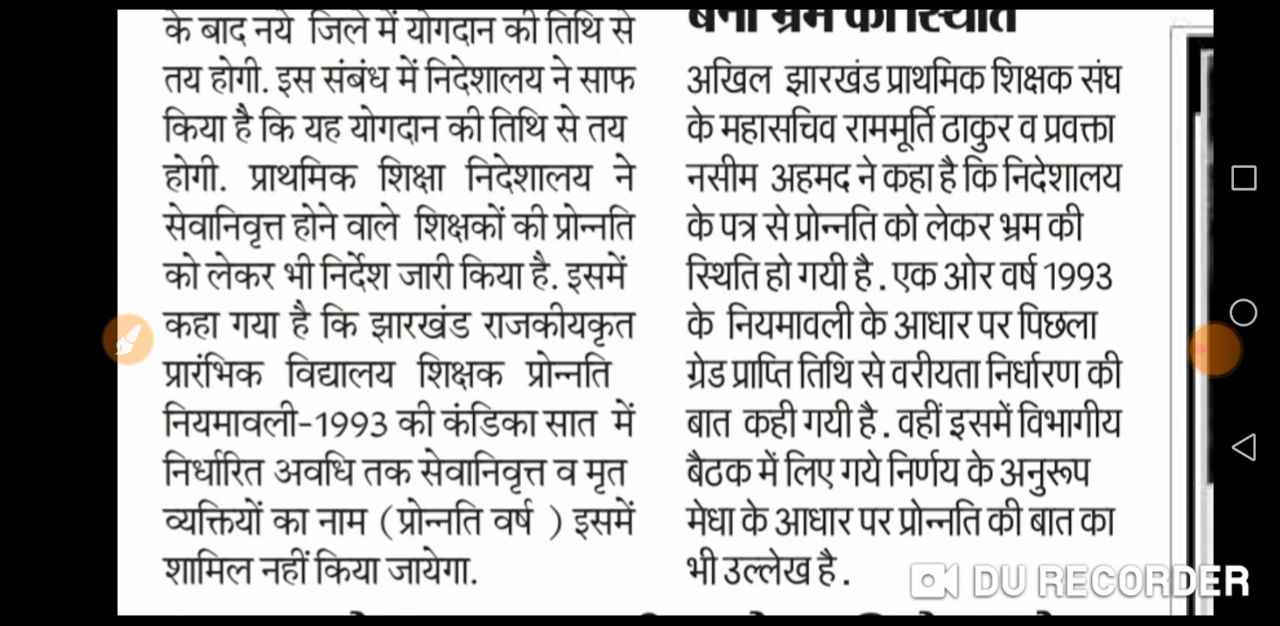 के बाद नये जिले में योगदान की तिथि से
तय होगी. इस संबंध में निदेशालय ने साफ
किया है कि यह योगदान की तिथि से तय
होगी. प्राथमिक शिक्षा निदेशालय ने
सेवानिवृत्त होने वाले शिक्षकों की प्रोन्नति
को लेकर भी निर्देश जारी किया है. इसमें
कहा गया है कि झारखंड राजकीयकृत
प्रारंभिक विद्यालय शिक्षक प्रोन्नति
नियमावली-1993 की कंडिका सात में
निर्धारित अवधि तक सेवानिवृत्त व मृत
व्यक्तियों का नाम (प्रोन्नति वर्ष ) इसमें
शामिल नहीं किया जायेगा.
बनी भ्रम की स्थिति
अखिल झारखंड प्राथमिक शिक्षक संघ
के महासचिव राममूर्ति ठाकुर व प्रवक्ता
नसीम अहमद ने कहा है कि निदेशालय
के पत्र से प्रोन्नति को लेकर भ्रम की
स्थिति हो गयी है. एक ओर वर्ष 1993
के नियमावली के आधार पर पिछला
ग्रेड प्राप्ति तिथि से वरीयता निर्धारण की
बात कही गयी है. वहीं इसमें विभागीय
बैठक में लिए गये निर्णय के अनुरूप
मेधा के आधार पर प्रोन्नति की बात का
भी उल्लेख है.
DU RECORDER